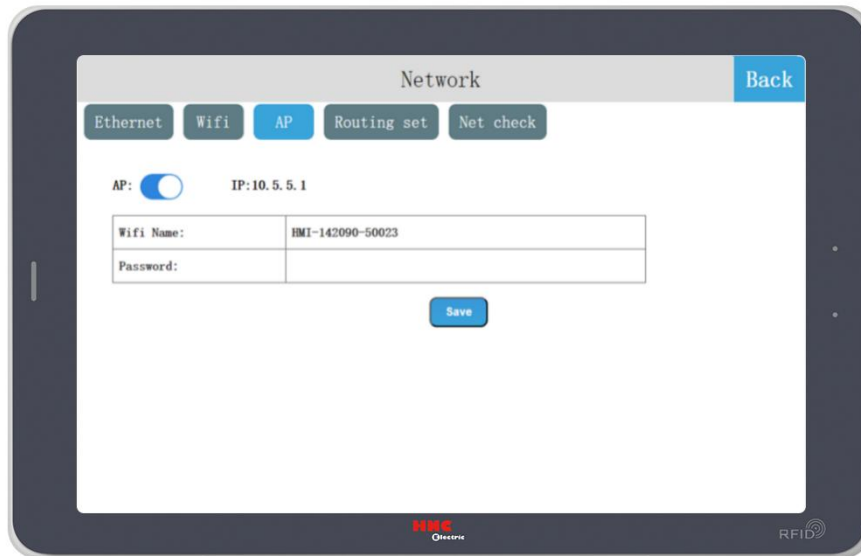 Network
Back
Ethernet
Wifi
AP
Routing set
Net check
AP:
IP:10.5.5.1
Wifi Name:
HMI-142090-50023
Password:
Save
HNC
Electric
RFID